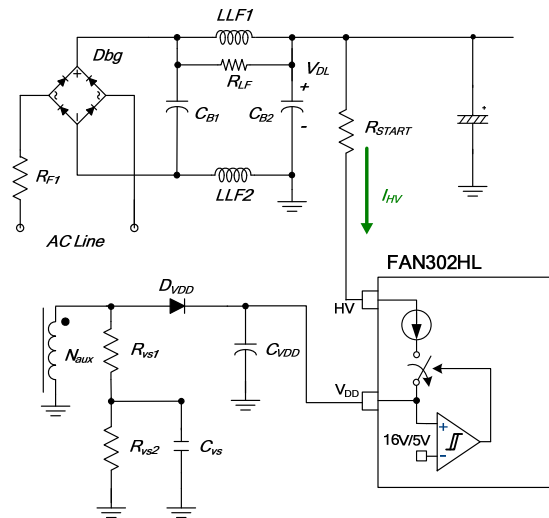 LLF1
Dbg
RLF
VDL
+
+
-
+
-
CB1
CB2
RSTART
+
RF1
LLF2
IHV
AC Line
FAN302HL
HV
DVDD
Naux
Rvs1
CVDD
VDD
16V/5V
+
-
Rvs2
Cvs